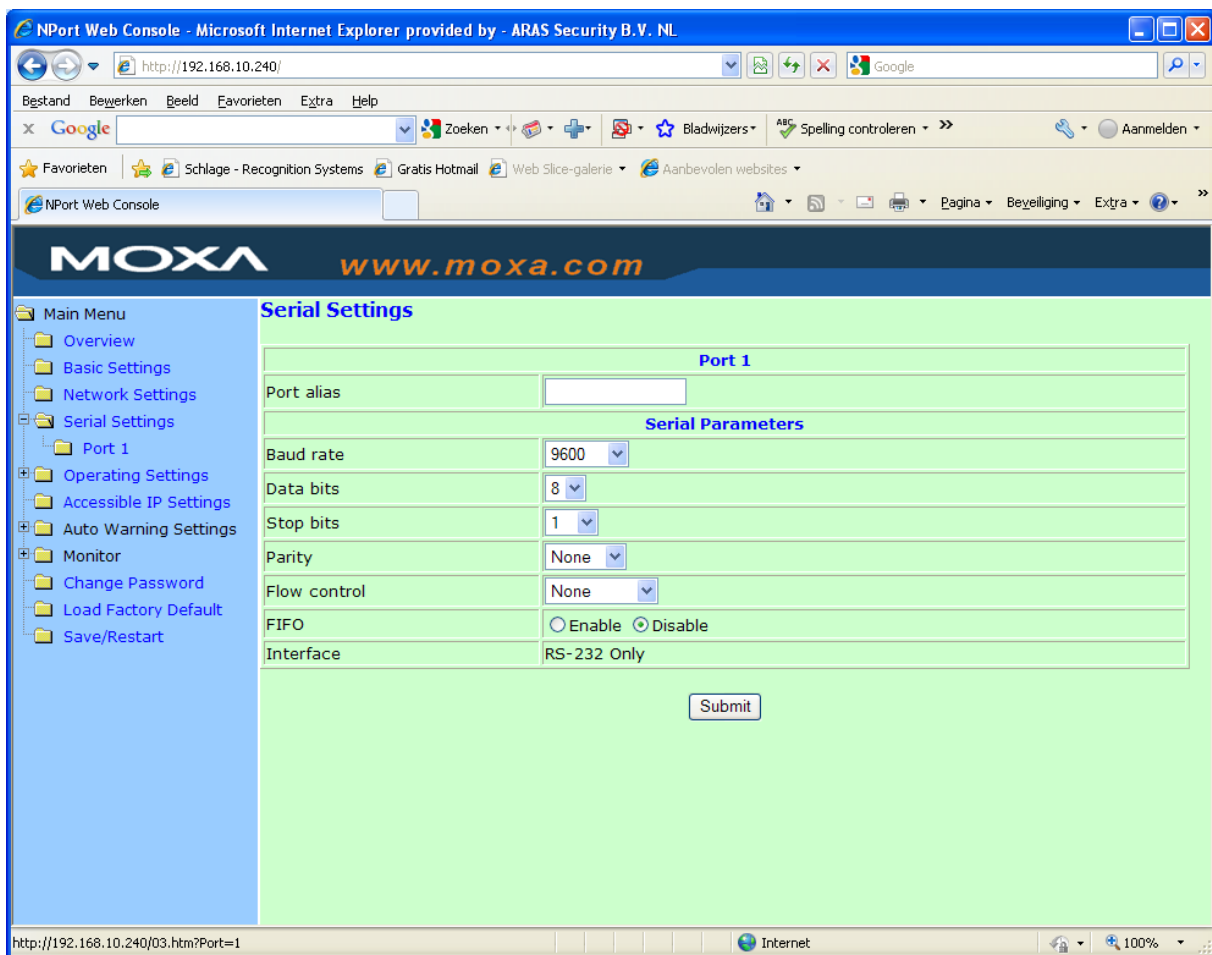 NPort Web Console - Microsoft Internet Explorer provided by - ARAS Security B.V. NL
http://192.168.10.240/
Google
Bestand Bewerken Beeld Favorieten Extra Help
x Google Zoeken Bladwijzers ABC Spelling controleren » Aanmelden
Favorieten Schlage - Recognition Systems Gratis Hotmail Web Slice-galerie Aanbevolen websites
NPort Web Console Pagina Beveiliging Extra »
MOXA www.moxa.com
Main Menu
Overview
Basic Settings
Network Settings
Serial Settings
Port 1
Operating Settings
Accessible IP Settings
Auto Warning Settings
Monitor
Change Password
Load Factory Default
Save/Restart
Serial Settings
Port 1
Port alias
Serial Parameters
Baud rate 9600
Data bits 8
Stop bits 1
Parity None
Flow control None
FIFO Enable Disable
Interface RS-232 Only
Submit
http://192.168.10.240/03.htm?Port=1 Internet 100%